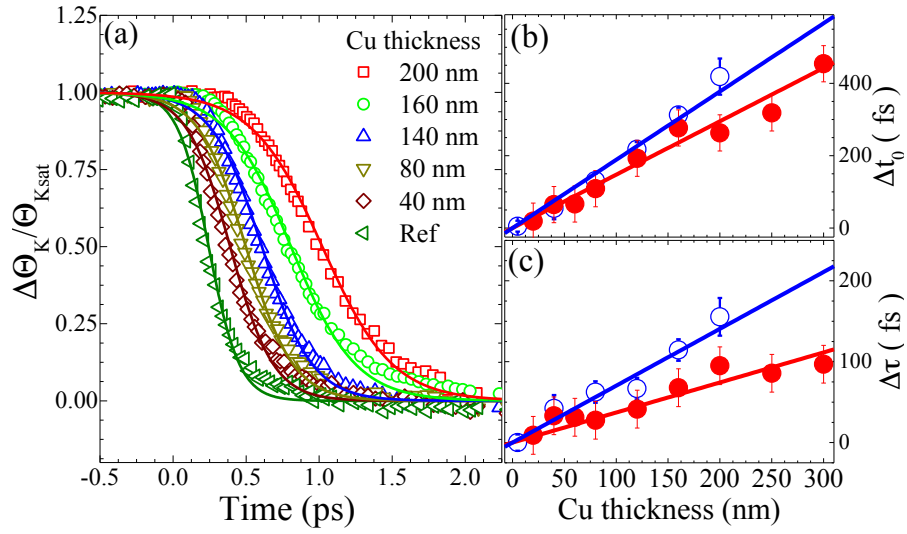 (a)
Cu thickness
200 nm
160 nm
140 nm
80 nm
40 nm
Ref
1.25
1.00
0.75
0.50
0.25
0.00
ΔΘ_K/Θ_Ksat
-0.5 0.0 0.5 1.0 1.5 2.0
Time (ps)
(b)
400
200
0
Δt_0 ( fs)
(c)
200
100
0
Δτ ( fs)
0 50 100 150 200 250 300
Cu thickness (nm)